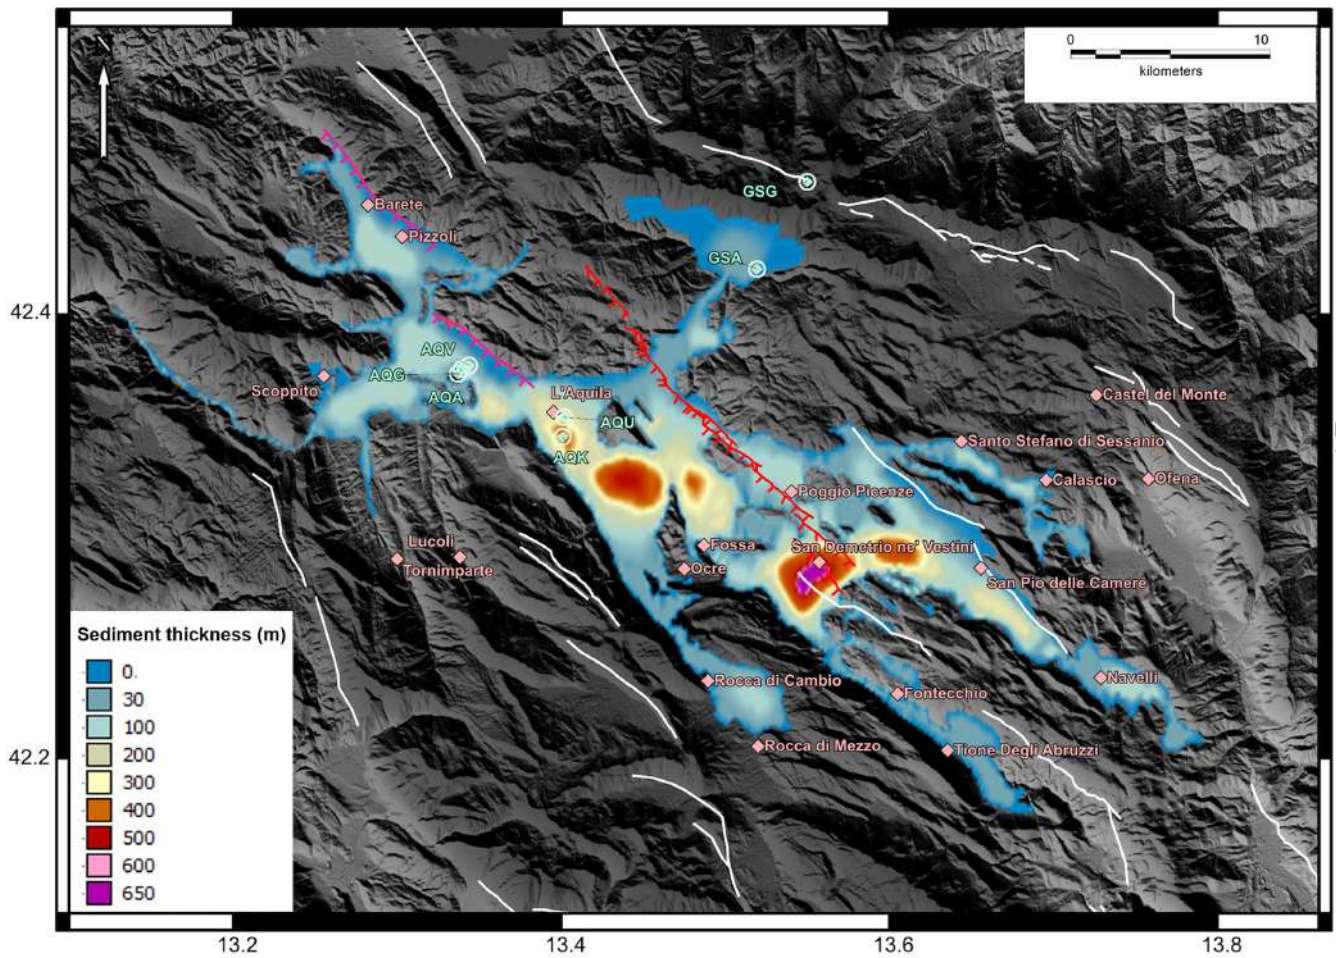 0 10
kilometers
GSG
Barete
Pizzoli
GSA
42.4
AQV
AQG
AQA
Scoppito
L'Aquila
AQU
AQK
Castel del Monte
Santo Stefano di Sessanio
Calascio
Ofena
Poggio Picenze
Lucoli
Tornimparte
Fossa
Ocre
San Demetrio ne' Vestini
San Pio delle Camere
Rocca di Cambio
Fontecchio
Navelli
Rocca di Mezzo
Tione Degli Abruzzi
42.2
Sediment thickness (m)
0.
30
100
200
300
400
500
600
650
13.2 13.4 13.6 13.8